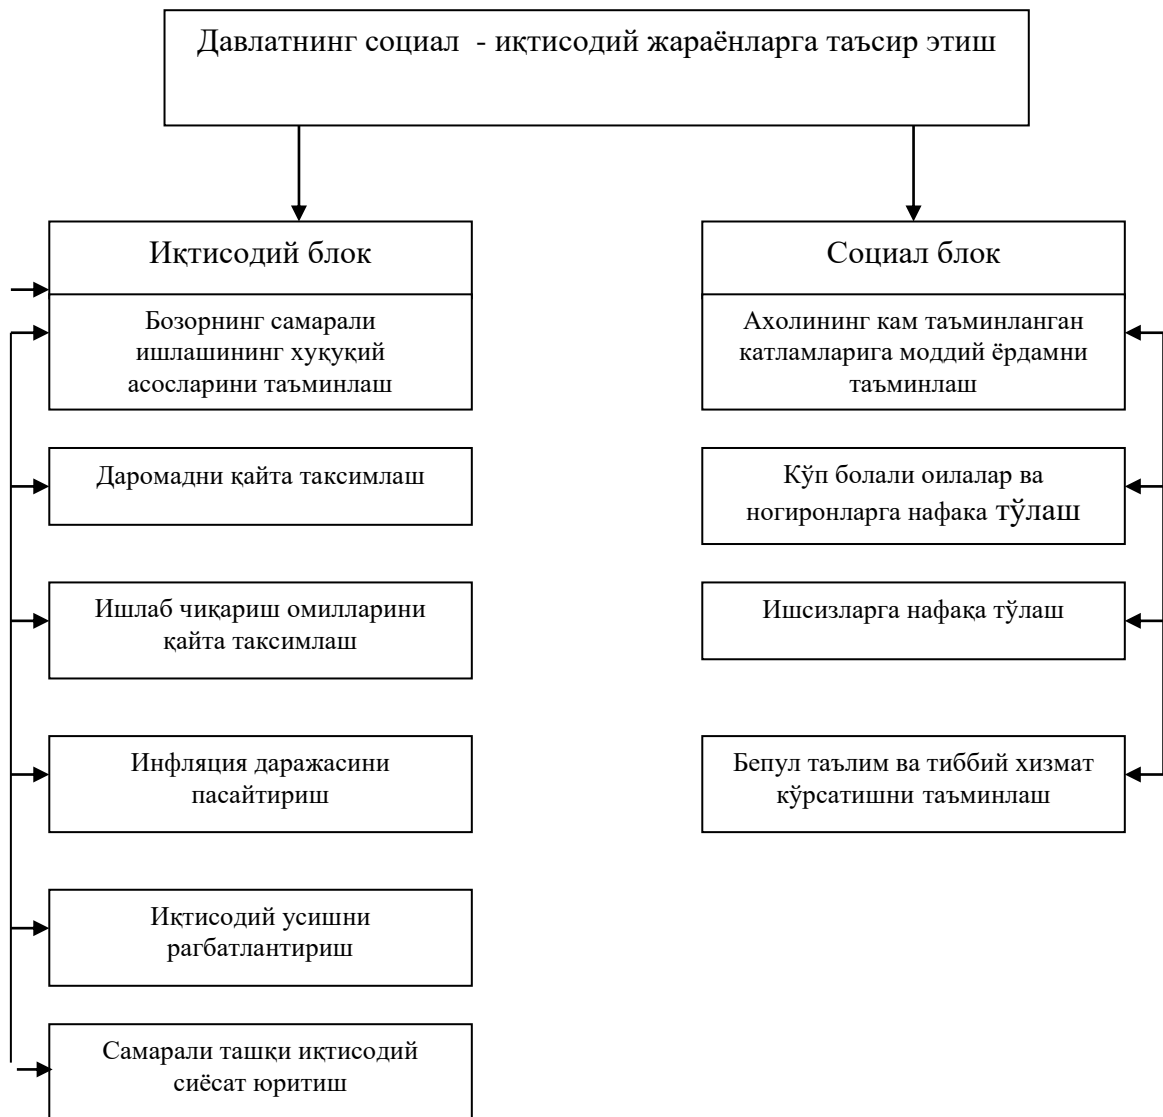 Давлатнинг социал - иқтисодий жараёнларга таъсир этиш
Иқтисодий блок
Бозорнинг самарали
ишлашининг хуқуқий
асосларини таъминлаш
Даромадни қайта таксимлаш
Ишлаб чиқариш омилларини
қайта таксимлаш
Инфляция даражасини
пасайтириш
Иқтисодий усишни
рагбатлантириш
Самарали ташқи иқтисодий
сиёсат юритиш
Социал блок
Ахолининг кам таъминланган
катламларига моддий ёрдамни
таъминлаш
Кўп болали оилалар ва
ногиронларга нафака тўлаш
Ишсизларга нафақа тўлаш
Бепул таълим ва тиббий хизмат
кўрсатишни таъминлаш